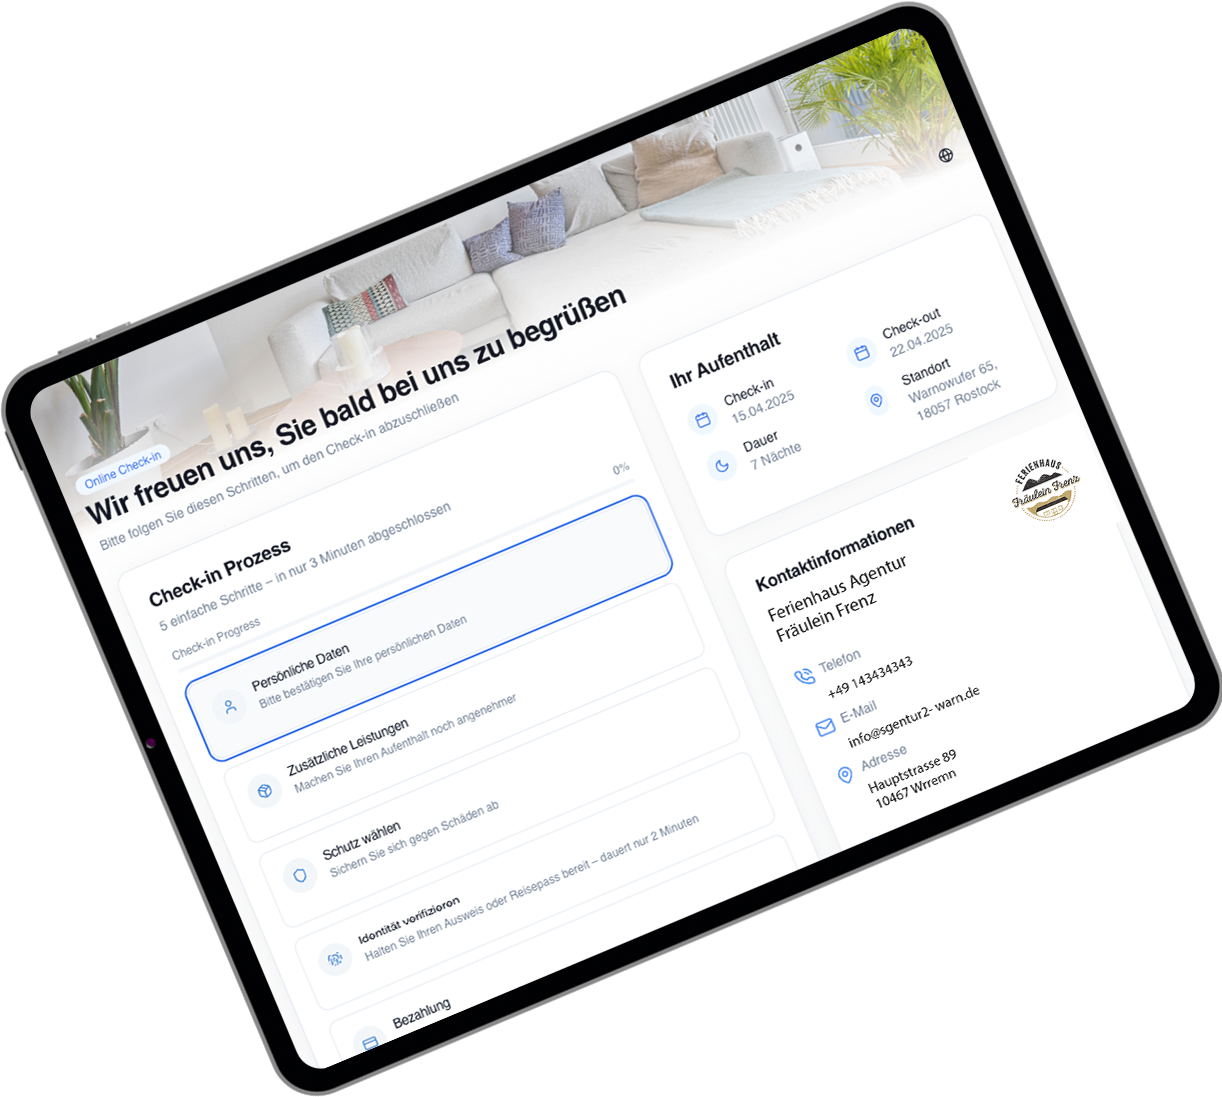 Online Check-in
Wir freuen uns, Sie bald bei uns zu begrüßen
Bitte folgen Sie diesen Schritten, um den Check-in abzuschließen
Check-in Prozess
5 einfache Schritte – in nur 3 Minuten abgeschlossen
Check-in Progress
0%
Persönliche Daten
Bitte bestätigen Sie Ihre persönlichen Daten
Zusätzliche Leistungen
Machen Sie Ihren Aufenthalt noch angenehmer
Schutz wählen
Sichern Sie sich gegen Schäden ab
Identität verifizieren
Halten Sie Ihren Ausweis oder Reisepass bereit – dauert nur 2 Minuten
Bezahlung
Ihr Aufenthalt
Check-in
15.04.2025
Check-out
22.04.2025
Dauer
7 Nächte
Standort
Warnowufer 65,
18057 Rostock
FERIENHAUS
Fräulein Frenz
Kontaktinformationen
Ferienhaus Agentur
Fräulein Frenz
Telefon
+49 143434343
E-Mail
info@sgentur2- warn.de
Adresse
Hauptstrasse 89
10467 Wrremn